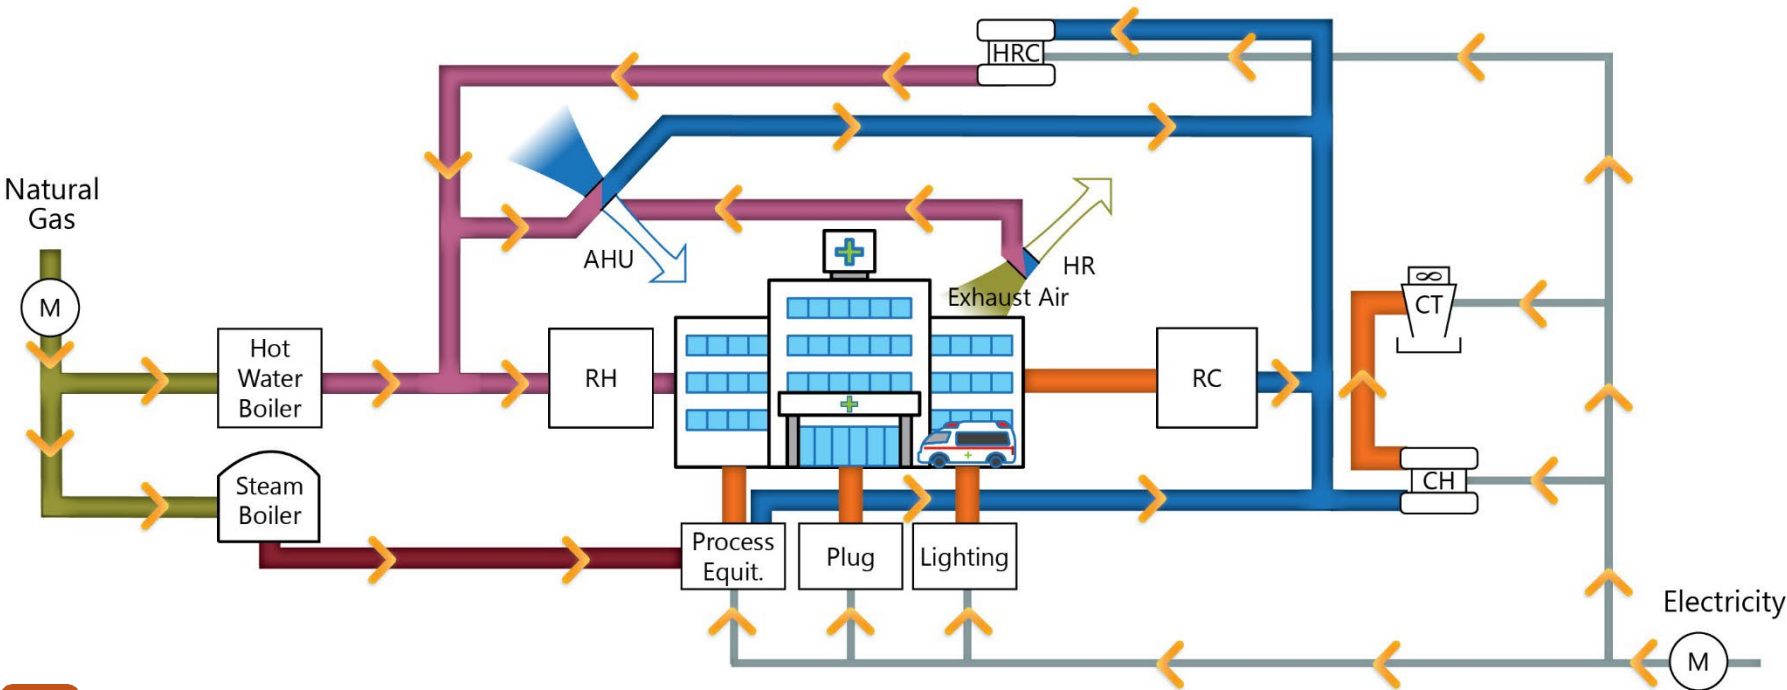 HRC
Natural
Gas
AHU
HR
Exhaust Air
M
CT
Hot
Water
Boiler
RH
RC
Steam
Boiler
CH
Process
Equit.
Plug
Lighting
Electricity
M